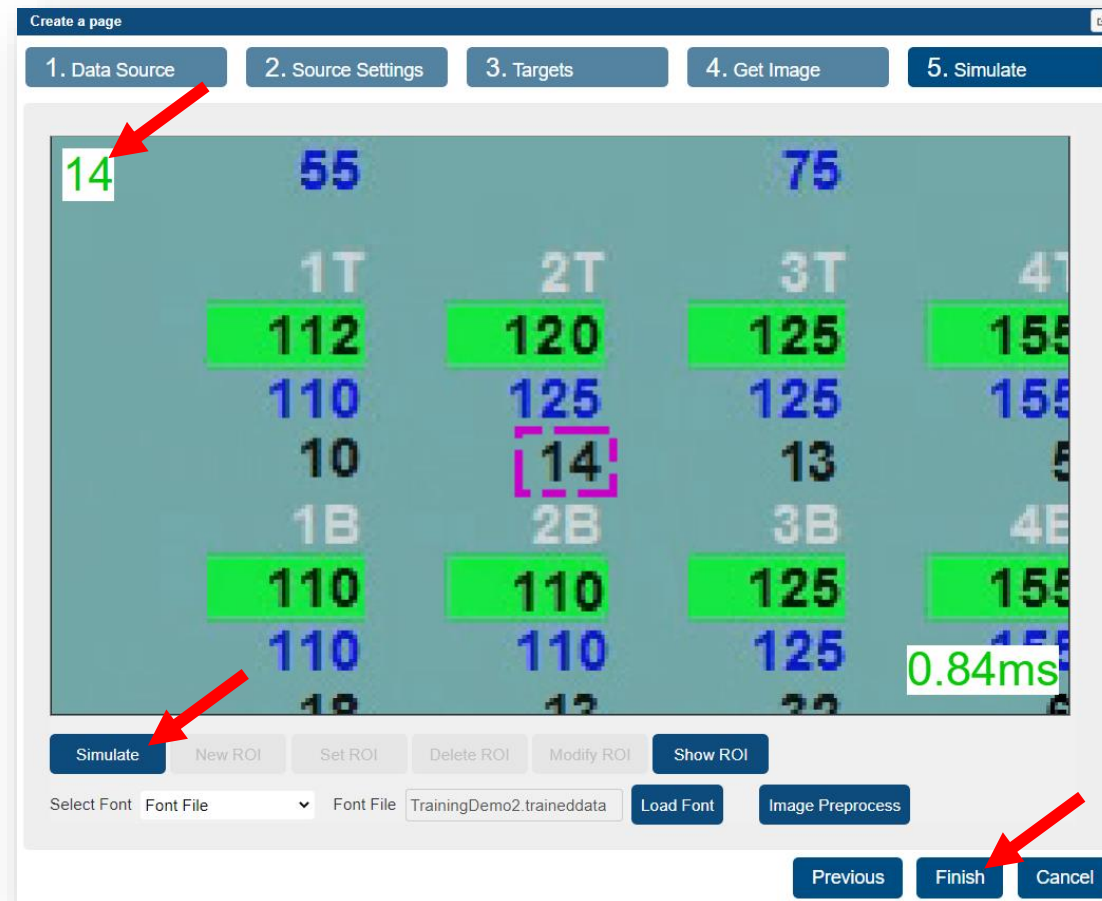 Create a page
1. Data Source 2. Source Settings 3. Targets 4. Get Image 5. Simulate
14 55 75
1T 2T 3T
112 120 125 155
110 125 125 155
10 14 13
1B 2B 3B
110 110 125 155
110 110 125
0.84ms
Simulate New ROI Set ROI Delete ROI Modify ROI Show ROI
Select Font Font File Font File TrainingDemo2.traineddata Load Font Image Preprocess
Previous Finish Cancel